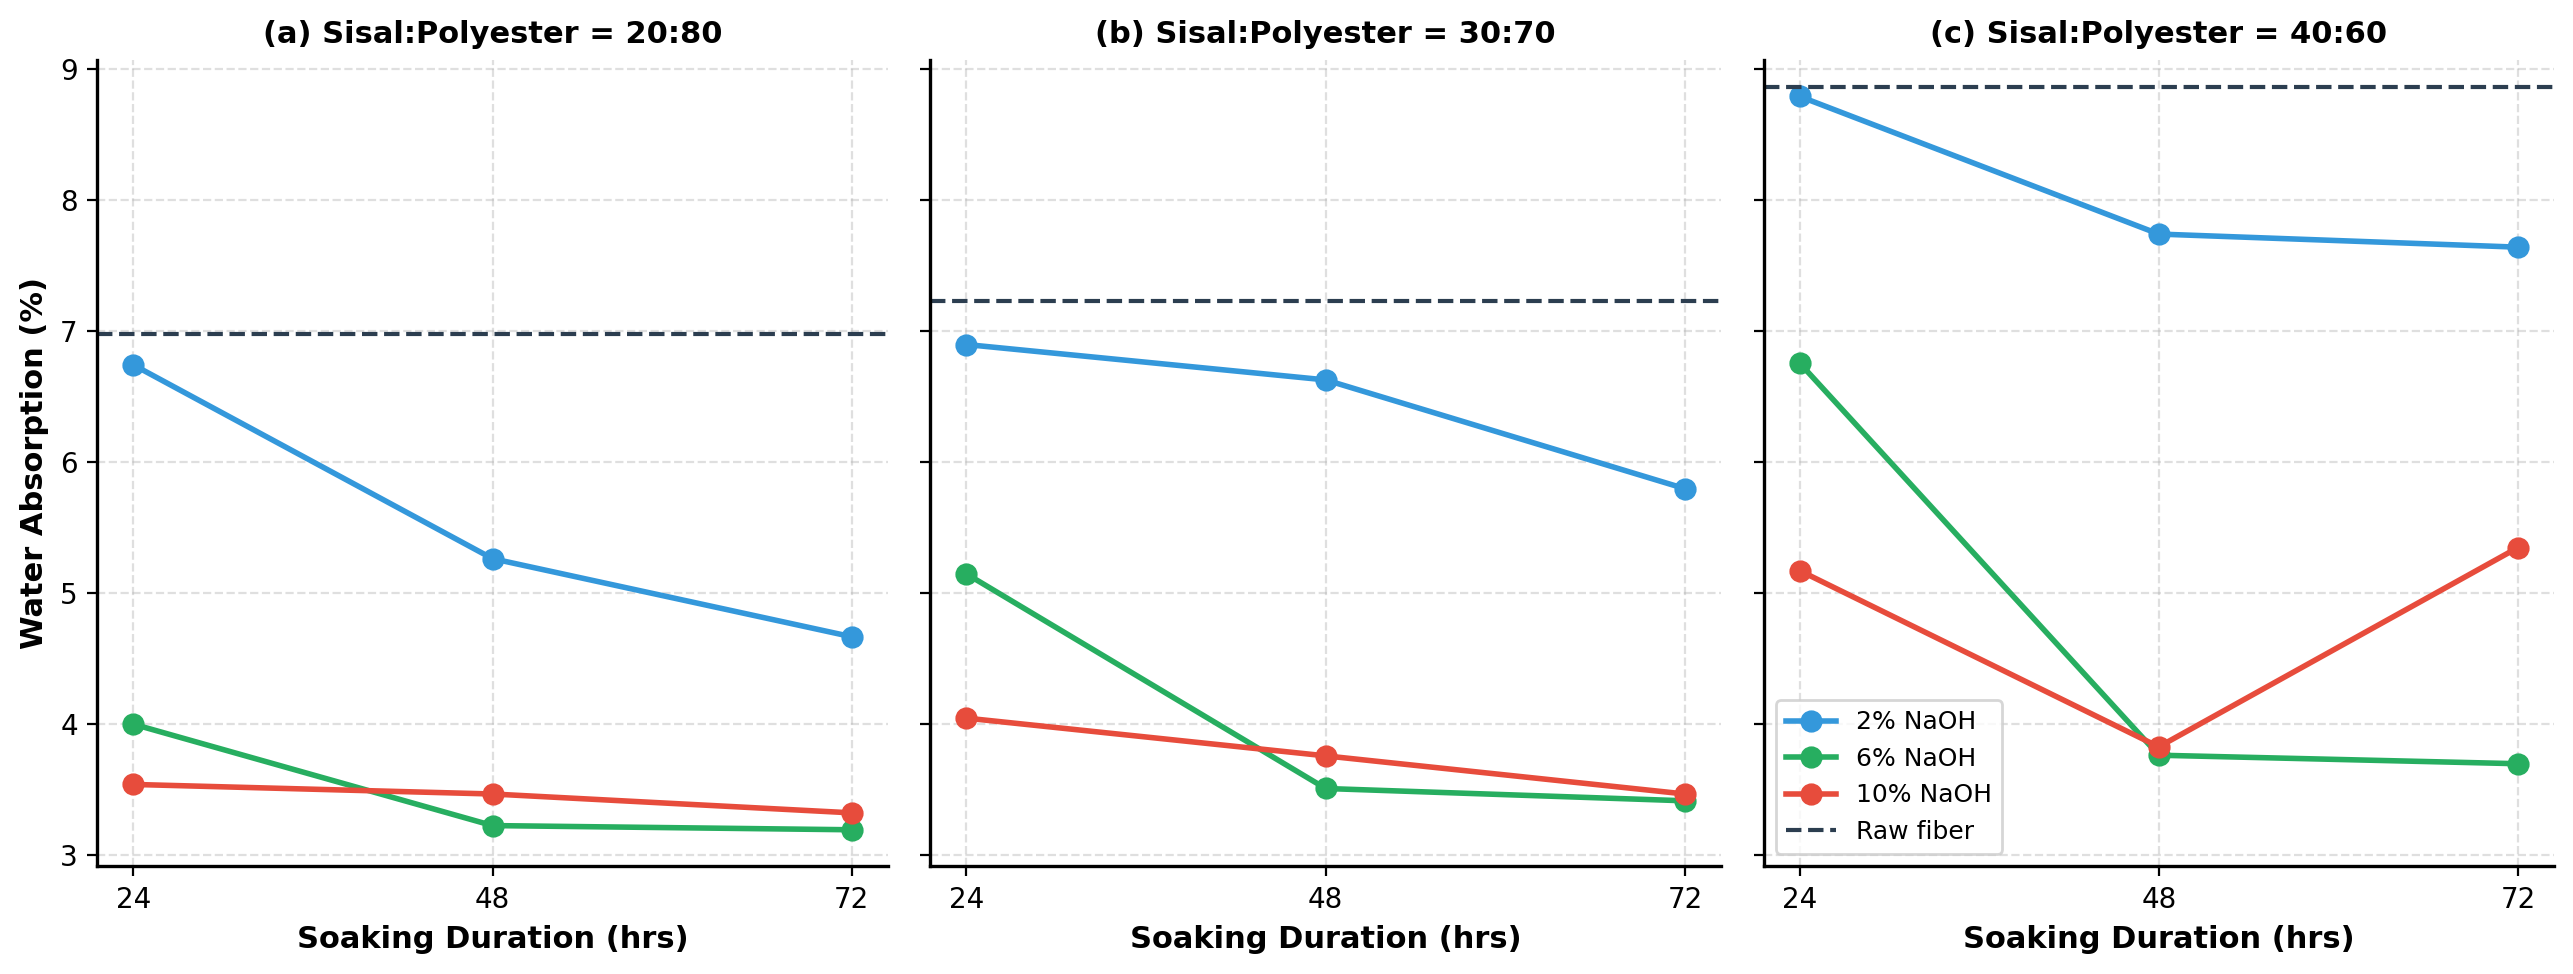 (a) Sisal:Polyester = 20:80
(b) Sisal:Polyester = 30:70
(c) Sisal:Polyester = 40:60
Water Absorption (%)
9
8
7
6
5
4
3
24 48 72
24 48 72
24 48 72
Soaking Duration (hrs)
Soaking Duration (hrs)
Soaking Duration (hrs)
2% NaOH
6% NaOH
10% NaOH
Raw fiber